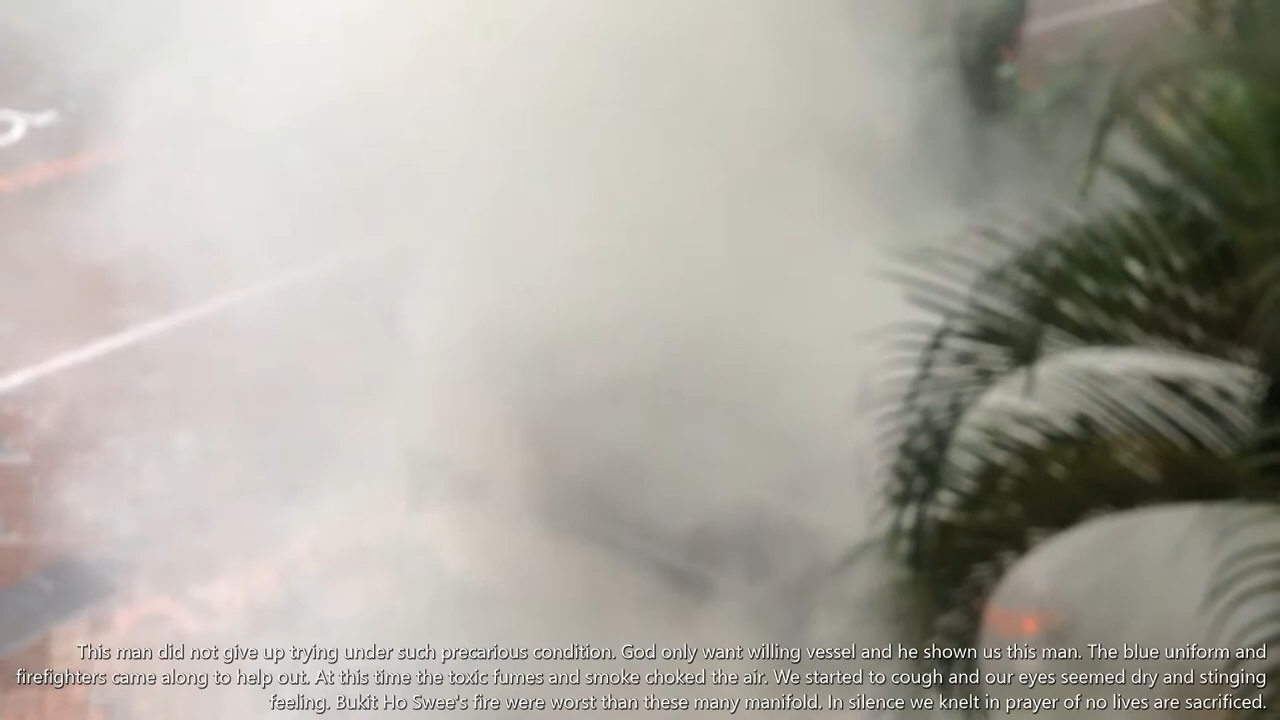 This man did not give up trying under such precarious condition. God only want willing vessel and he shown us this man. The blue uniform and
firefighters came along to help out. At this time the toxic fumes and smoke choked the air. We started to cough and our eyes seemed dry and stinging
feeling. Bukit Ho Swee's fire were worst than these many manifold. In silence we knelt in prayer of no lives are sacrificed.